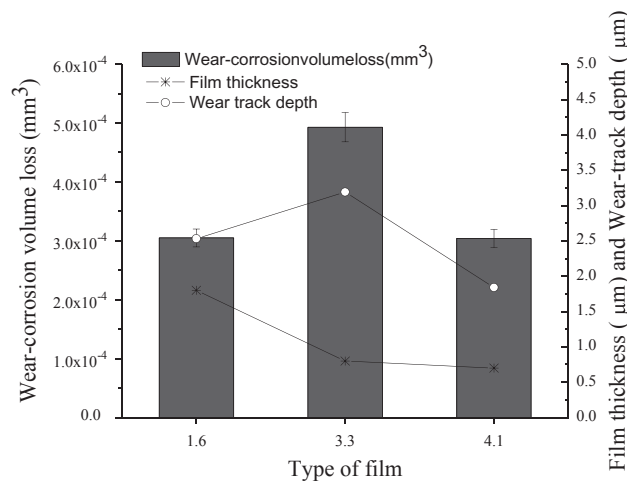 Wear-corrosionvolumeloss(mm³)
Film thickness
Wear track depth
Wear-corrosion volume loss (mm³)
6.0x10⁻⁴
5.0x10⁻⁴
4.0x10⁻⁴
3.0x10⁻⁴
2.0x10⁻⁴
1.0x10⁻⁴
0.0
5.0
4.5
4.0
3.5
3.0
2.5
2.0
1.5
1.0
0.5
0.0
Film thickness ( μm) and Wear-track depth ( μm)
1.6 3.3 4.1
Type of film